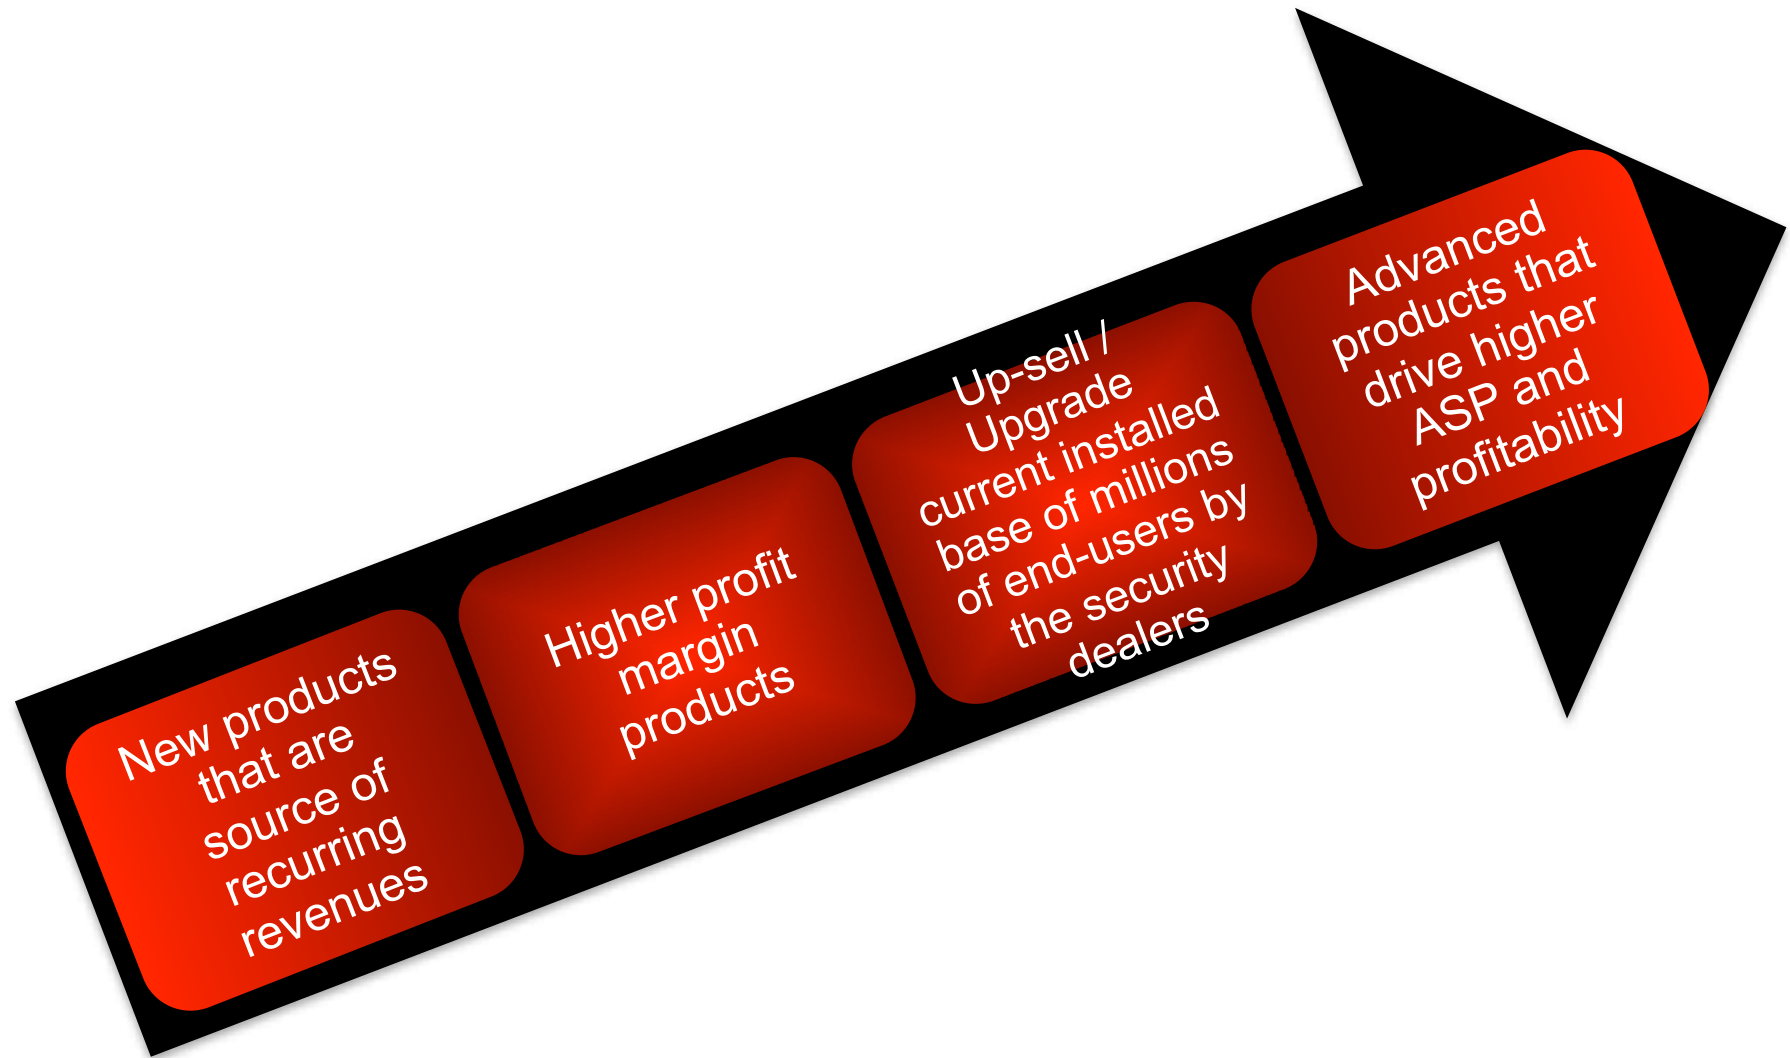 New products
that are
source of
recurring
revenues
Higher profit
margin
products
Up-sell /
Upgrade
current installed
base of millions
of end-users by
the security
dealers
Advanced
products that
drive higher
ASP and
profitability